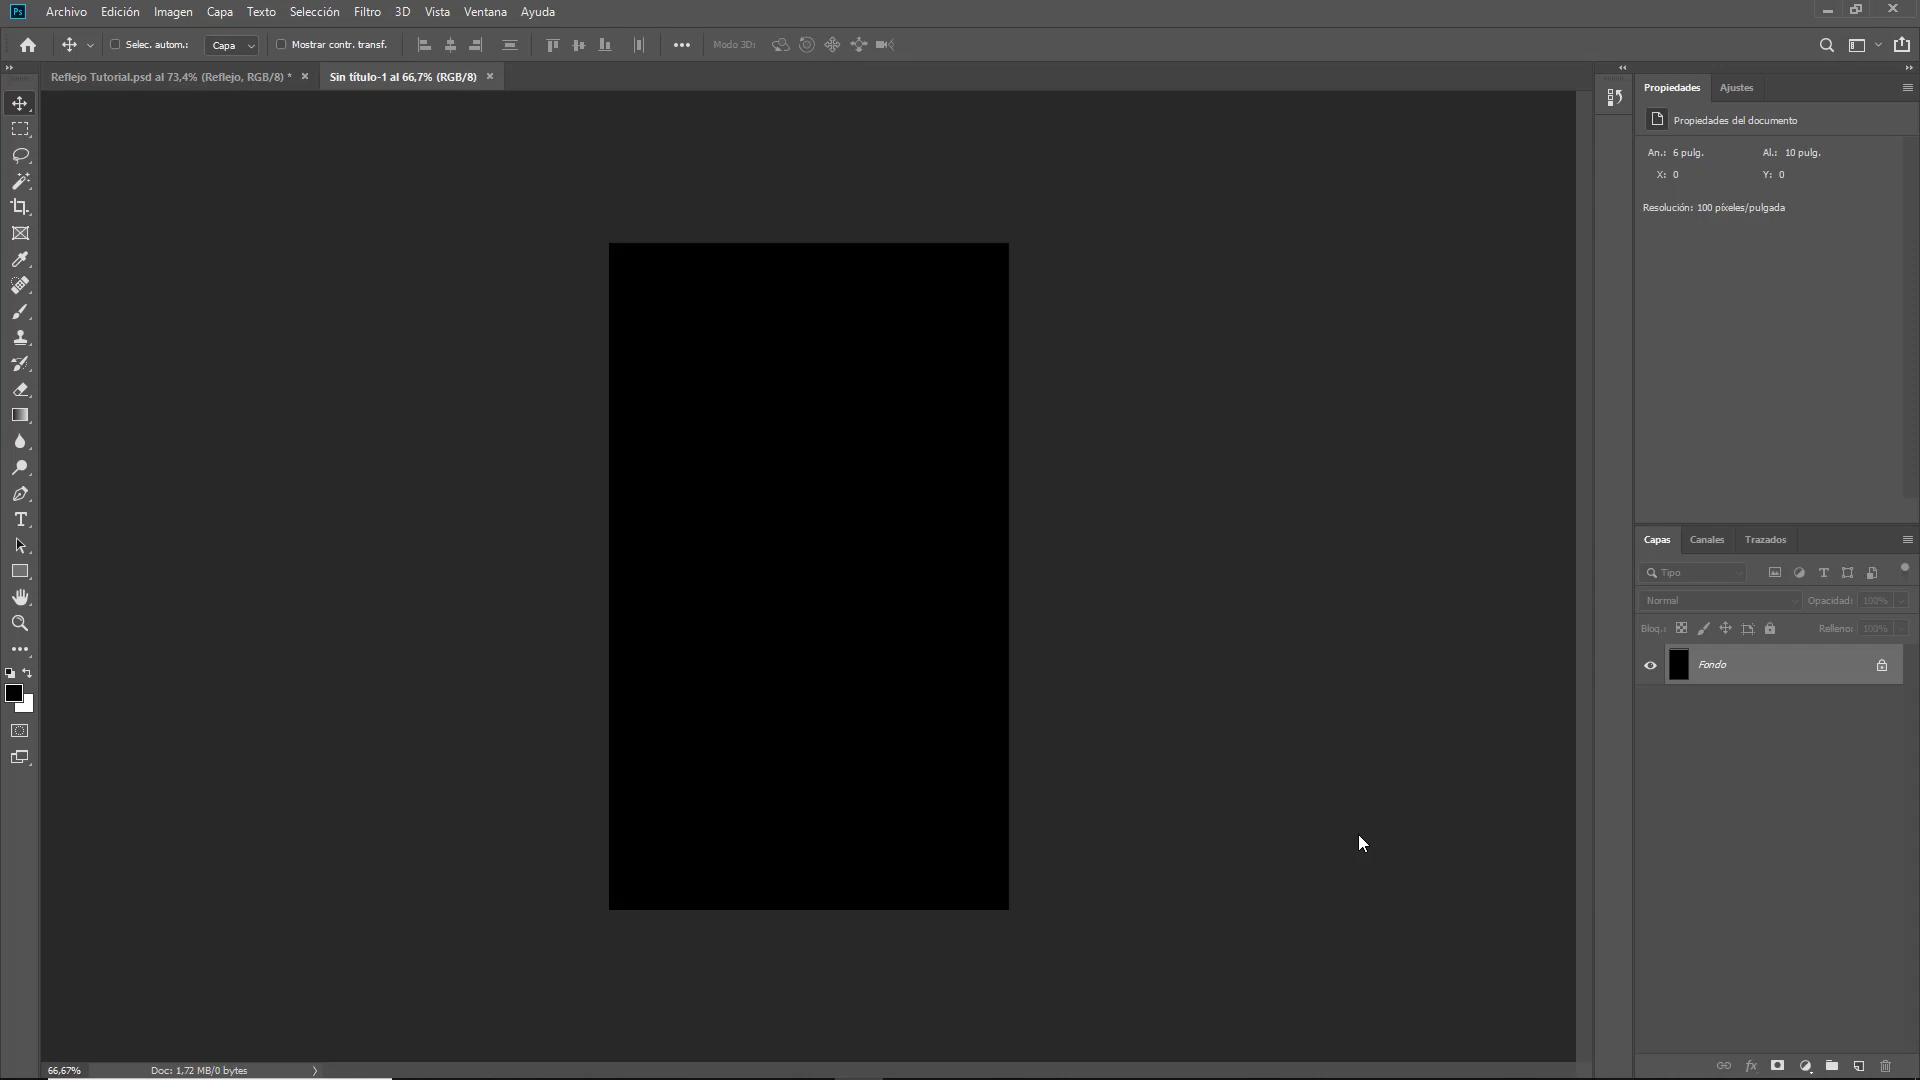 Ps Archivo Edición Imagen Capa Texto Selección Filtro 3D Vista Ventana Ayuda
Selec. autom.: Capa Mostrar contr. transf. Modo 3D:
Reflejo Tutorial.psd al 73,4% (Reflejo, RGB/8) * × Sin título-1 al 66,7% (RGB/8) ×
Propiedades Ajustes
Propiedades del documento
An.: 6 pulg. Al.: 10 pulg.
X: 0 Y: 0
Resolución: 100 píxeles/pulgada
Capas Canales Trazados
Tipo
Normal Opacidad: 100%
Bloq.: Relleno: 100%
Fondo
66,67% Doc: 1,72 MB/0 bytes